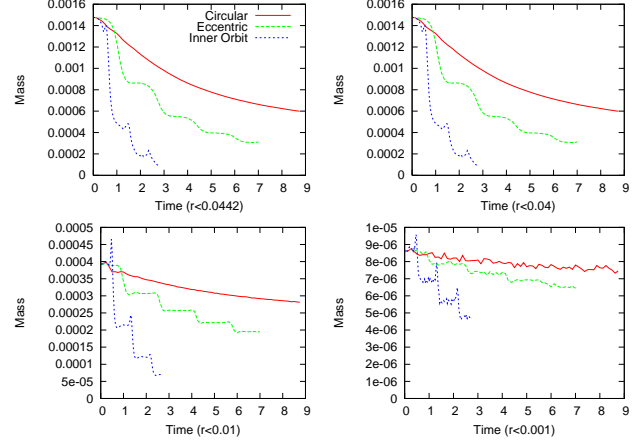 0.0016
0.0014
0.0012
0.001
0.0008
0.0006
0.0004
0.0002
0
Mass
Circular
Eccentric
Inner Orbit
0 1 2 3 4 5 6 7 8 9
Time (r<0.0442)
0.0016
0.0014
0.0012
0.001
0.0008
0.0006
0.0004
0.0002
0
Mass
0 1 2 3 4 5 6 7 8 9
Time (r<0.04)
0.0005
0.00045
0.0004
0.00035
0.0003
0.00025
0.0002
0.00015
0.0001
5e-05
0
Mass
0 1 2 3 4 5 6 7 8 9
Time (r<0.01)
1e-05
9e-06
8e-06
7e-06
6e-06
5e-06
4e-06
3e-06
2e-06
1e-06
0
Mass
0 1 2 3 4 5 6 7 8 9
Time (r<0.001)